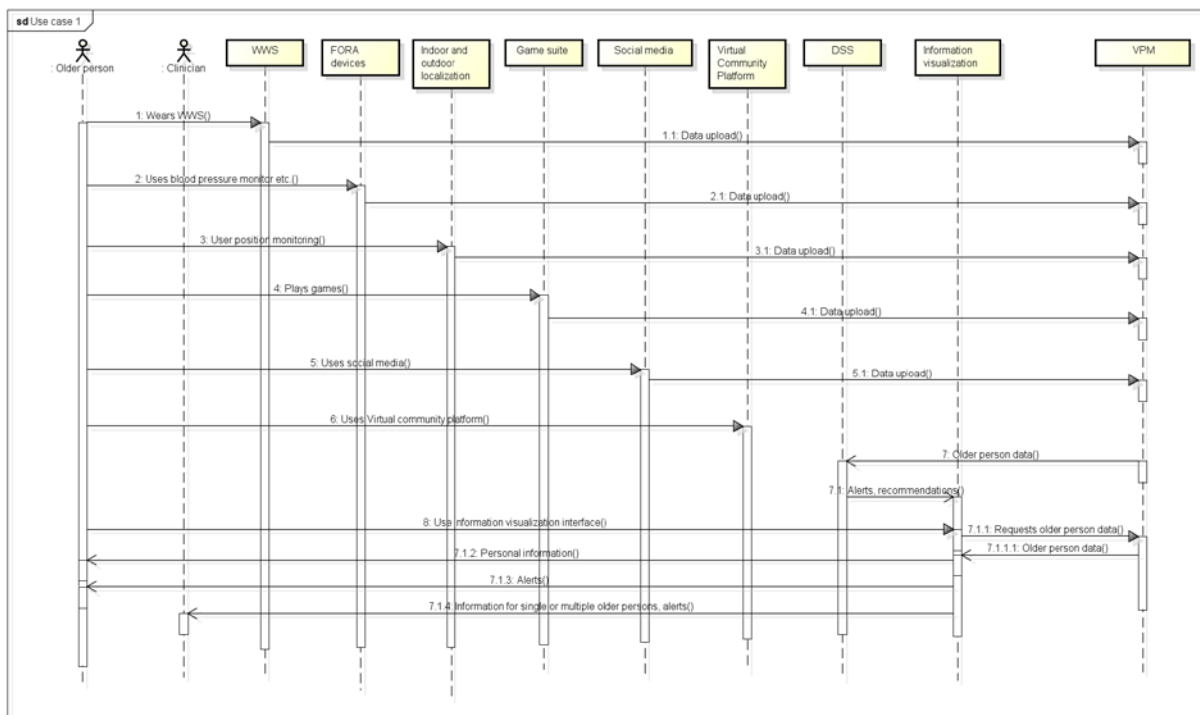 sd Use case 1
: Older person
: Clinician
WWS
FORA
devices
Indoor and
outdoor
localization
Game suite
Social media
Virtual
Community
Platform
DSS
Information
visualization
VPM
1: Wears WWS()
1.1: Data upload()
2: Uses blood pressure monitor etc.()
2.1: Data upload()
3: User position monitoring()
3.1: Data upload()
4: Plays games()
4.1: Data upload()
5: Uses social media()
5.1: Data upload()
6: Uses Virtual community platform()
7: Older person data()
7.1: Alerts, recommendations()
8: Use information visualization interface()
7.1.1: Requests older person data()
7.1.2: Personal information()
7.1.1.1: Older person data()
7.1.3: Alerts()
7.1.4: Information for single or multiple older persons, alerts()